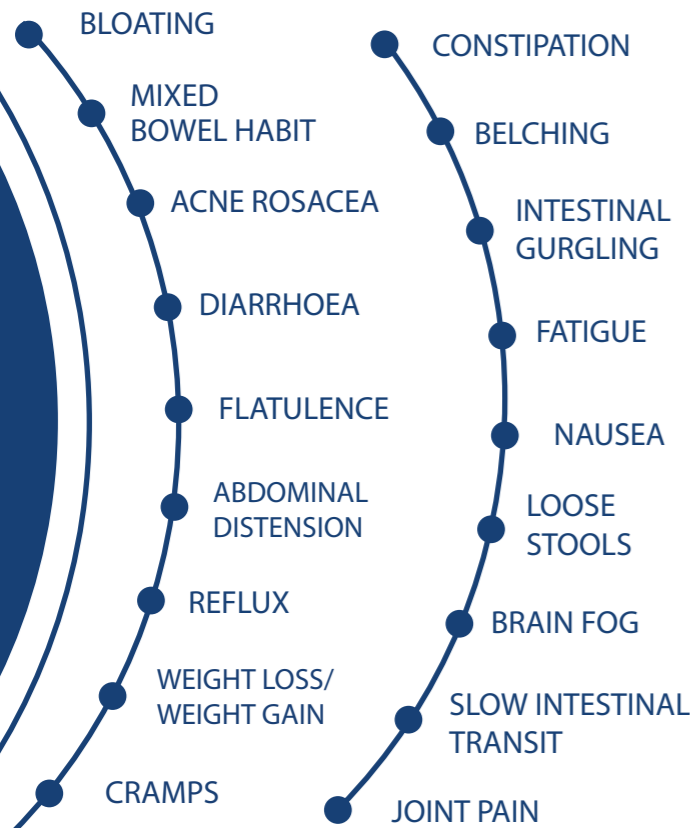 BLOATING
MIXED
BOWEL HABIT
ACNE ROSACEA
DIARRHOEA
FLATULENCE
ABDOMINAL
DISTENSION
REFLUX
WEIGHT LOSS/
WEIGHT GAIN
CRAMPS
CONSTIPATION
BELCHING
INTESTINAL
GURGLING
FATIGUE
NAUSEA
LOOSE
STOOLS
BRAIN FOG
SLOW INTESTINAL
TRANSIT
JOINT PAIN